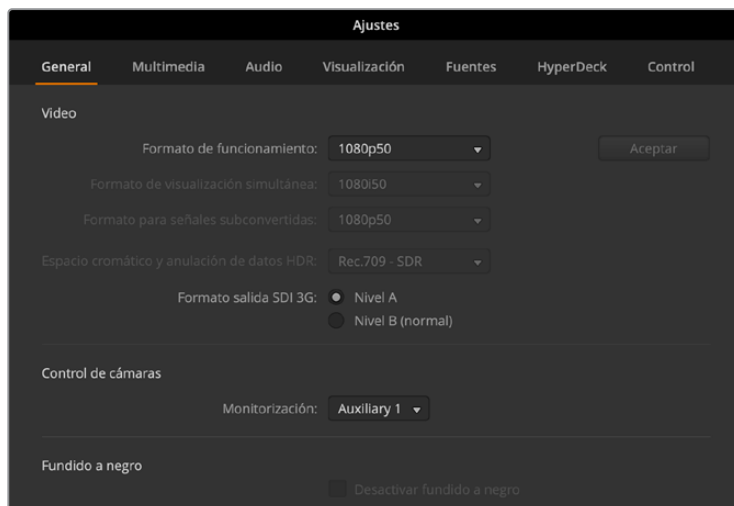 Ajustes
General Multimedia Audio Visualización Fuentes HyperDeck Control
Video
Formato de funcionamiento: 1080p50 Aceptar
Formato de visualización simultánea: 1080i50
Formato para señales subconvertidas: 1080p50
Espacio cromático y anulación de datos HDR: Rec.709 - SDR
Formato salida SDI 3G: Nivel A
Nivel B (normal)
Control de cámaras
Monitorización: Auxiliary 1
Fundido a negro
Desactivar fundido a negro